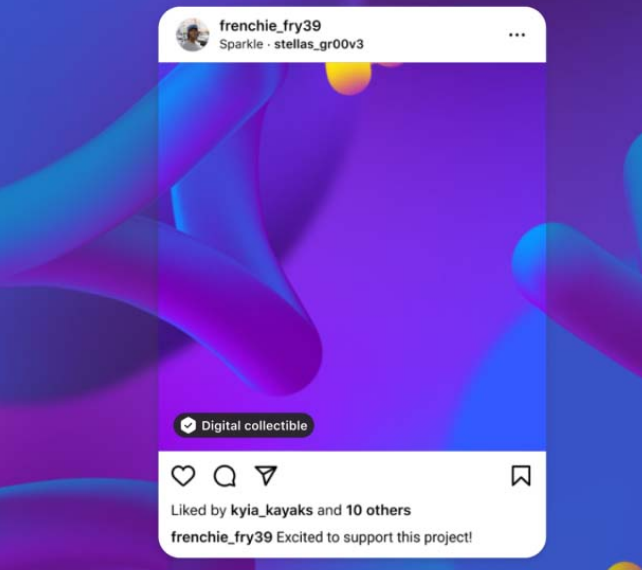 frenchie_fry39
Sparkle · stellas_gr00v3
Digital collectible
Liked by kyia_kayaks and 10 others
frenchie_fry39 Excited to support this project!